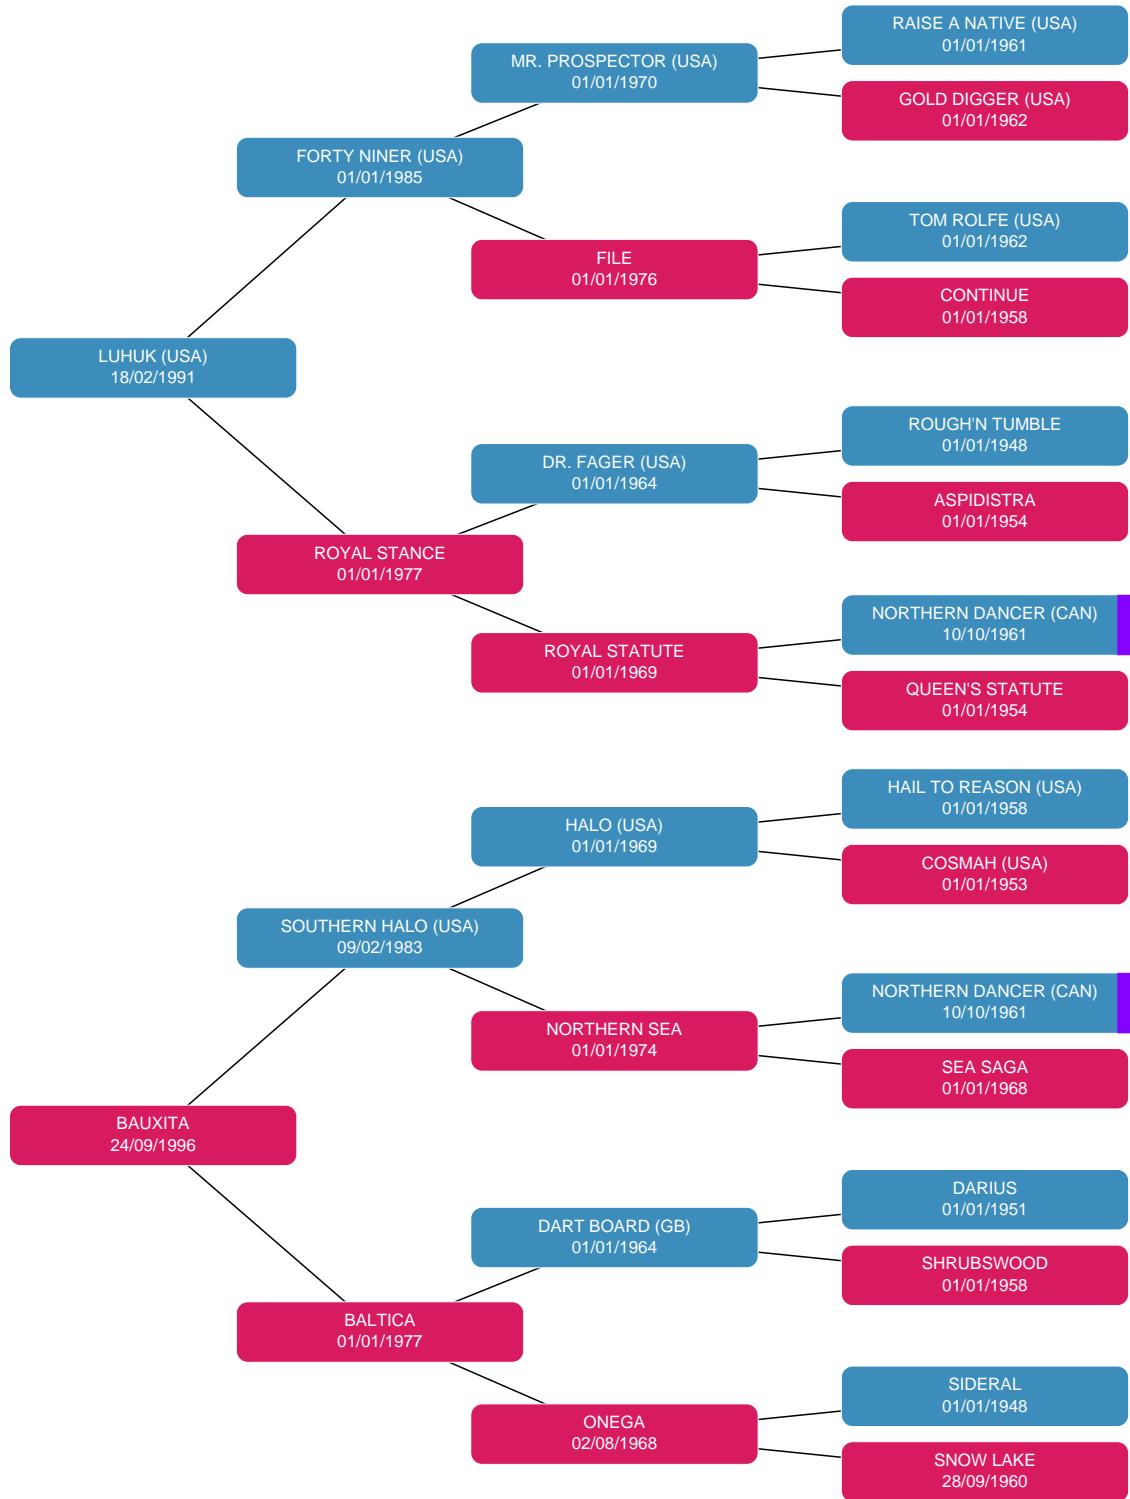 RAISE A NATIVE (USA)
01/01/1961
MR. PROSPECTOR (USA)
01/01/1970
GOLD DIGGER (USA)
01/01/1962
FORTY NINER (USA)
01/01/1985
TOM ROLFE (USA)
01/01/1962
FILE
01/01/1976
CONTINUE
01/01/1958
LUHUK (USA)
18/02/1991
ROUGH'N TUMBLE
01/01/1948
DR. FAGER (USA)
01/01/1964
ASPIDISTRA
01/01/1954
ROYAL STANCE
01/01/1977
NORTHERN DANCER (CAN)
10/10/1961
ROYAL STATUTE
01/01/1969
QUEEN'S STATUTE
01/01/1954
HAIL TO REASON (USA)
01/01/1958
HALO (USA)
01/01/1969
COSMAH (USA)
01/01/1953
SOUTHERN HALO (USA)
09/02/1983
NORTHERN DANCER (CAN)
10/10/1961
NORTHERN SEA
01/01/1974
SEA SAGA
01/01/1968
BAUXITA
24/09/1996
DARIUS
01/01/1951
DART BOARD (GB)
01/01/1964
SHRUBSWOOD
01/01/1958
BALTICA
01/01/1977
SIDERAL
01/01/1948
ONEGA
02/08/1968
SNOW LAKE
28/09/1960